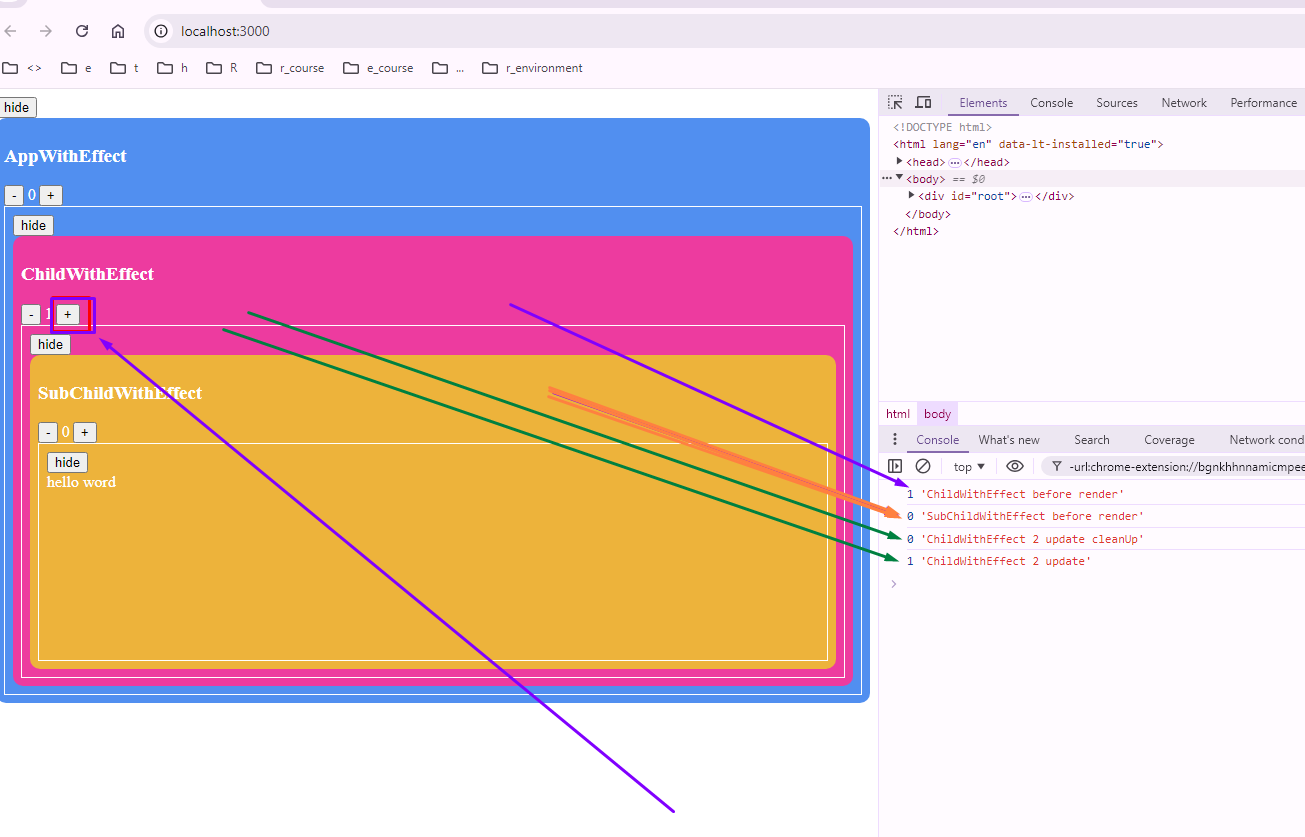 localhost:3000
<> e t h R r_course e_course ... r_environment
hide
AppWithEffect
- 0 +
hide
ChildWithEffect
- 1 +
hide
SubChildWithEffect
- 0 +
hide
hello word
Elements Console Sources Network Performance
<!DOCTYPE html>
<html lang="en" data-lt-installed="true">
<head> … </head>
<body> == $0
<div id="root"> … </div>
</body>
</html>
html body
Console What's new Search Coverage Network cond
top -url:chrome-extension://bgnkhhnnamicmpee
1 'ChildWithEffect before render'
0 'SubChildWithEffect before render'
0 'ChildWithEffect 2 update cleanUp'
1 'ChildWithEffect 2 update'